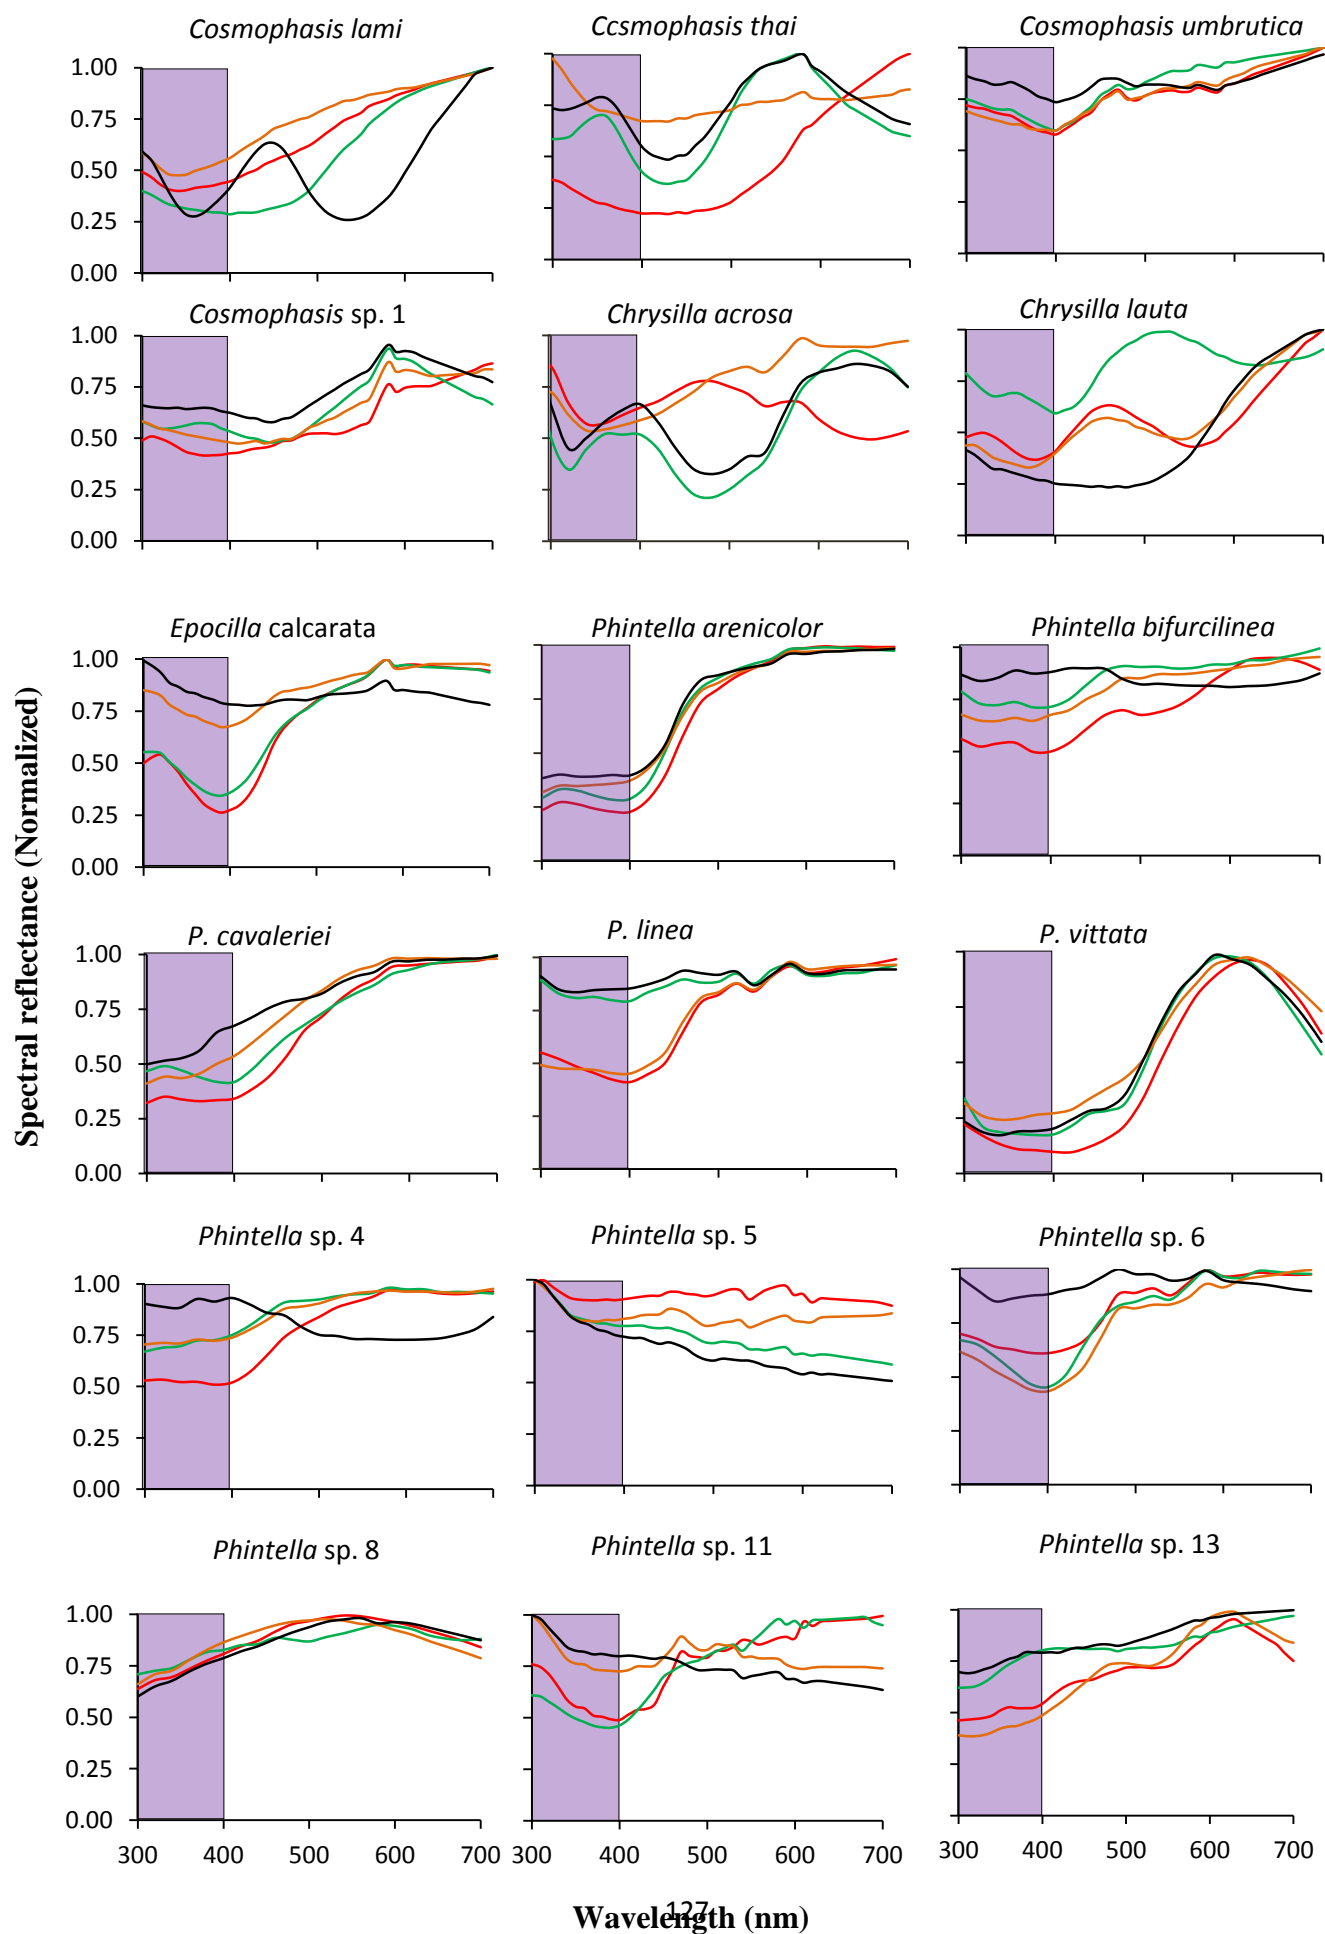 Cosmophasis lami
Ccsmophasis thai
Cosmophasis umbrutica
1.00
0.75
0.50
0.25
0.00
Cosmophasis sp. 1
Chrysilla acrosa
Chrysilla lauta
1.00
0.75
0.50
0.25
0.00
Epocilla calcarata
Phintella arenicolor
Phintella bifurcilinea
1.00
0.75
0.50
0.25
0.00
Spectral reflectance (Normalized)
P. cavaleriei
P. linea
P. vittata
1.00
0.75
0.50
0.25
0.00
Phintella sp. 4
Phintella sp. 5
Phintella sp. 6
1.00
0.75
0.50
0.25
0.00
Phintella sp. 8
Phintella sp. 11
Phintella sp. 13
1.00
0.75
0.50
0.25
0.00
300 400 500 600 700
300 400 500 600 700
300 400 500 600 700
127
Wavelength (nm)